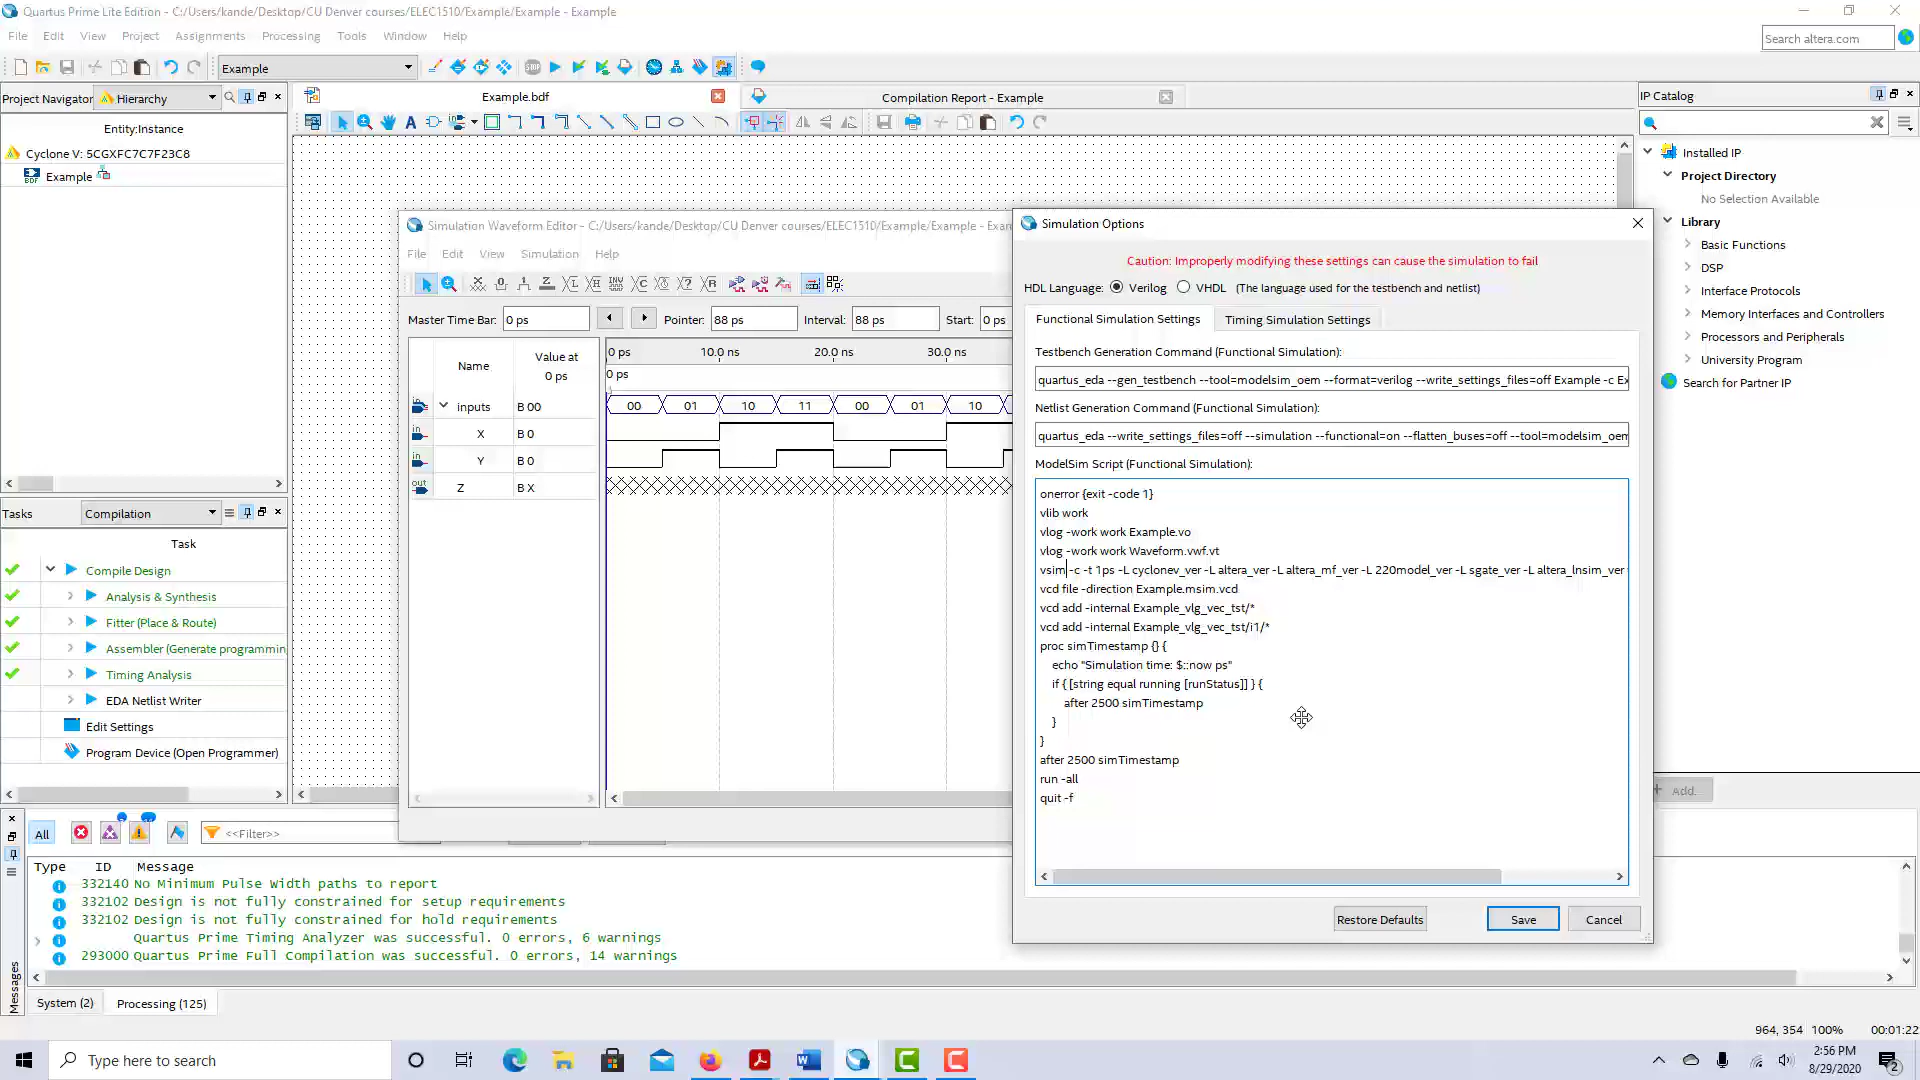 Quartus Prime Lite Edition - C:/Users/kande/Desktop/CU Denver courses/ELEC1510/Example/Example - Example
File Edit View Project Assignments Processing Tools Window Help
Search altera.com
Example
Project Navigator Hierarchy
Example.bdf
Compilation Report - Example
IP Catalog
Entity:Instance
Cyclone V: 5CGXFC7C7F23C8
Example
Installed IP
Project Directory
No Selection Available
Library
Basic Functions
DSP
Interface Protocols
Memory Interfaces and Controllers
Processors and Peripherals
University Program
Search for Partner IP
Add...
Simulation Waveform Editor - C:/Users/kande/Desktop/CU Denver courses/ELEC1510/Example/Example - Exam
File Edit View Simulation Help
Master Time Bar: 0 ps Pointer: 88 ps Interval: 88 ps Start: 0 ps
Name Value at 0 ps
0 ps 10.0 ns 20.0 ns 30.0 ns
0 ps
inputs B 00 00 01 10 11 00 01 10
X B 0
Y B 0
Z B X
Simulation Options
Caution: Improperly modifying these settings can cause the simulation to fail
HDL Language: Verilog VHDL (The language used for the testbench and netlist)
Functional Simulation Settings Timing Simulation Settings
Testbench Generation Command (Functional Simulation):
quartus_eda --gen_testbench --tool=modelsim_oem --format=verilog --write_settings_files=off Example -c Ex
Netlist Generation Command (Functional Simulation):
quartus_eda --write_settings_files=off --simulation --functional=on --flatten_buses=off --tool=modelsim_oem
ModelSim Script (Functional Simulation):
onerror {exit -code 1}
vlib work
vlog -work work Example.vo
vlog -work work Waveform.vwf.vt
vsim -c -t 1ps -L cyclonev_ver -L altera_ver -L altera_mf_ver -L 220model_ver -L sgate_ver -L altera_lnsim_ver
vcd file -direction Example.msim.vcd
vcd add -internal Example_vlg_vec_tst/*
vcd add -internal Example_vlg_vec_tst/i1/*
proc simTimestamp {} {
echo "Simulation time: $::now ps"
if { [string equal running [runStatus]] } {
after 2500 simTimestamp
}
}
after 2500 simTimestamp
run -all
quit -f
Restore Defaults Save Cancel
Tasks Compilation
Task
Compile Design
Analysis & Synthesis
Fitter (Place & Route)
Assembler (Generate programmin
Timing Analysis
EDA Netlist Writer
Edit Settings
Program Device (Open Programmer)
All <<Filter>>
Type ID Message
332140 No Minimum Pulse Width paths to report
332102 Design is not fully constrained for setup requirements
332102 Design is not fully constrained for hold requirements
Quartus Prime Timing Analyzer was successful. 0 errors, 6 warnings
293000 Quartus Prime Full Compilation was successful. 0 errors, 14 warnings
Messages
System (2) Processing (125)
964, 354 100% 00:01:22
Type here to search
2:56 PM
8/29/2020
2